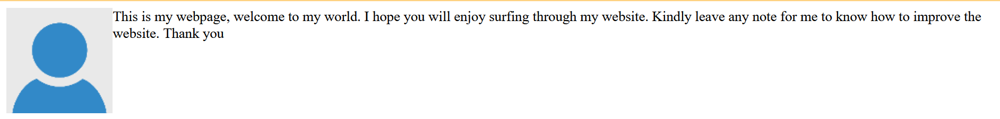 This is my webpage, welcome to my world. I hope you will enjoy surfing through my website. Kindly leave any note for me to know how to improve the
website. Thank you